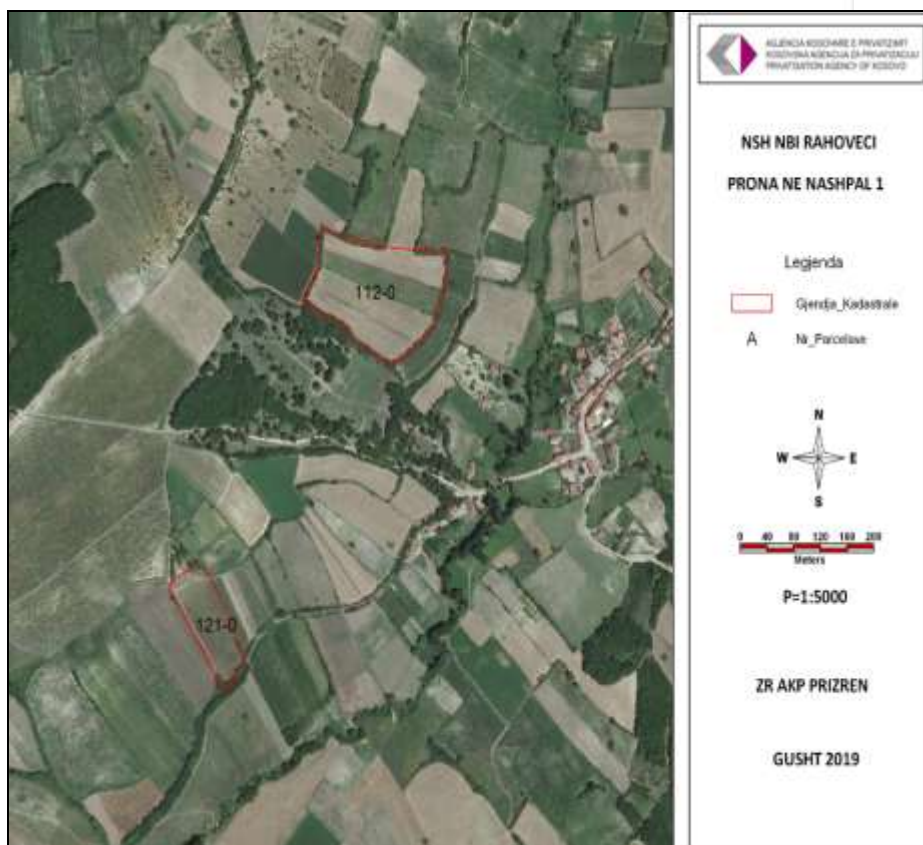 112-0
121-0
AGJENCIA KOSOVARE E PRIVATIZIMIT
KOSOVSKA AGENCIJA ZA PRIVATIZACIJU
PRIVATISATION AGENCY OF KOSOVO
NSH NBI RAHOVECI
PRONA NE NASHPAL 1
Legjenda
Gjendja_Kadastrale
A Nr_Parcelave
N
W E
S
0 40 80 120 160 200
Meters
P=1:5000
ZR AKP PRIZREN
GUSHT 2019